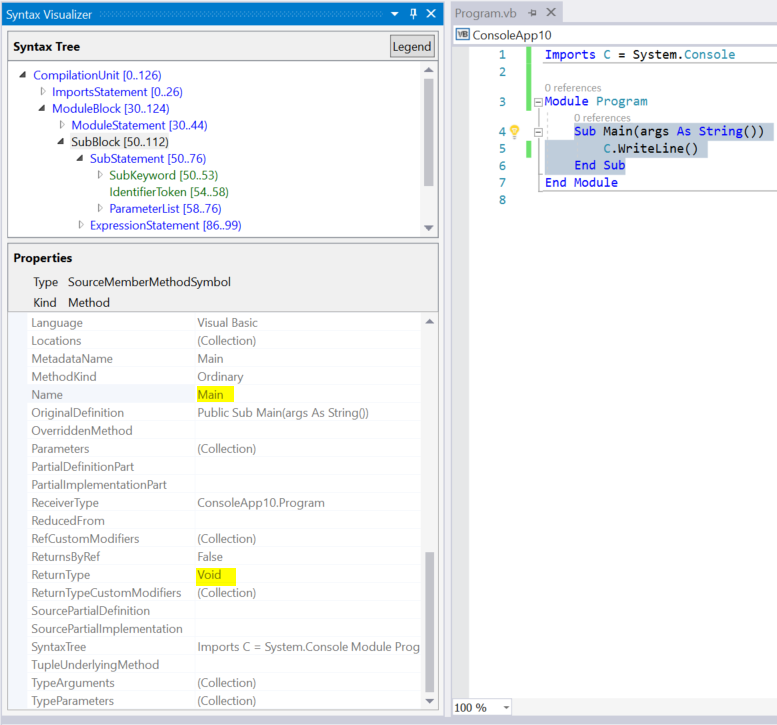 Syntax Visualizer
Syntax Tree
Legend
CompilationUnit [0..126]
ImportsStatement [0..26]
ModuleBlock [30..124]
ModuleStatement [30..44]
SubBlock [50..112]
SubStatement [50..76]
SubKeyword [50..53]
IdentifierToken [54..58]
ParameterList [58..76]
ExpressionStatement [86..99]
Properties
Type SourceMemberMethodSymbol
Kind Method
Language Visual Basic
Locations (Collection)
MetadataName Main
MethodKind Ordinary
Name Main
OriginalDefinition Public Sub Main(args As String())
OverriddenMethod
Parameters (Collection)
PartialDefinitionPart
PartialImplementationPart
ReceiverType ConsoleApp10.Program
ReducedFrom
RefCustomModifiers (Collection)
ReturnsByRef False
ReturnType Void
ReturnTypeCustomModifiers (Collection)
SourcePartialDefinition
SourcePartialImplementation
SyntaxTree Imports C = System.Console Module Prog
TupleUnderlyingMethod
TypeArguments (Collection)
TypeParameters (Collection)
Program.vb
VB ConsoleApp10
1 Imports C = System.Console
2
0 references
3 Module Program
0 references
4 Sub Main(args As String())
5 C.WriteLine()
6 End Sub
7 End Module
8
100 %